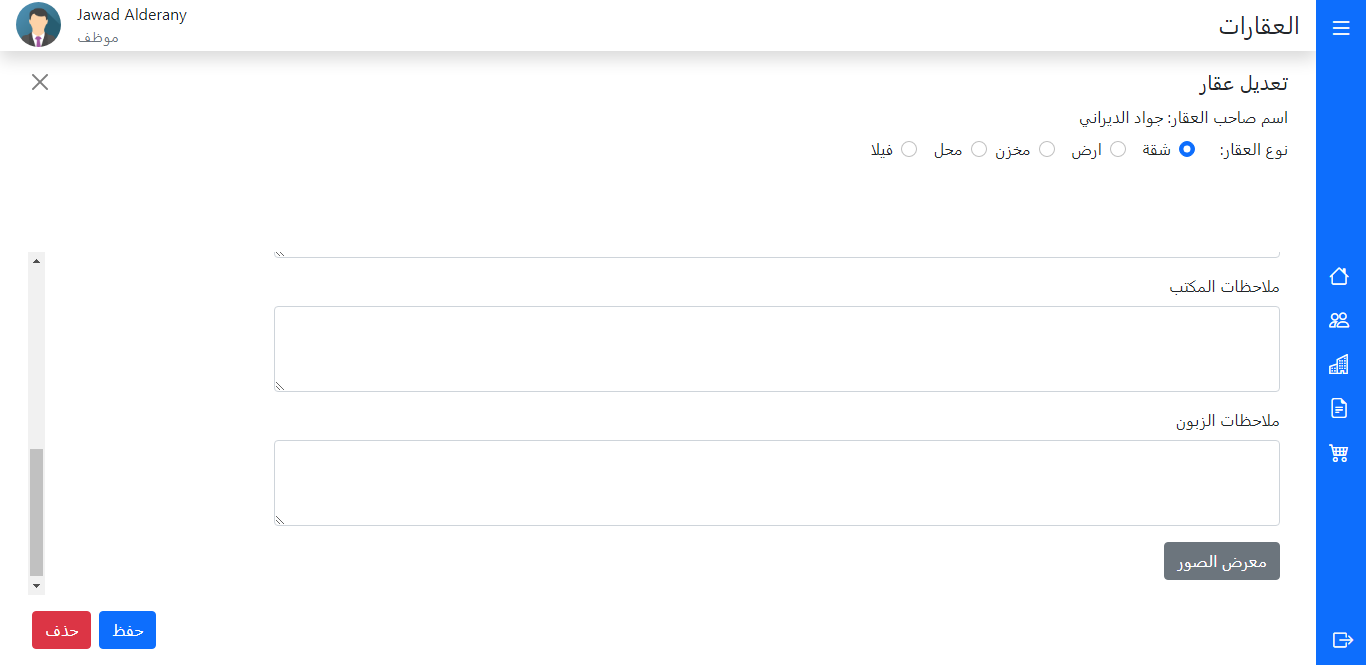 العقارات
Jawad Alderany
موظف
تعديل عقار
اسم صاحب العقار: جواد الديراني
نوع العقار: شقة ارض مخزن محل فيلا
ملاحظات المكتب
ملاحظات الزبون
معرض الصور
حفظ
حذف